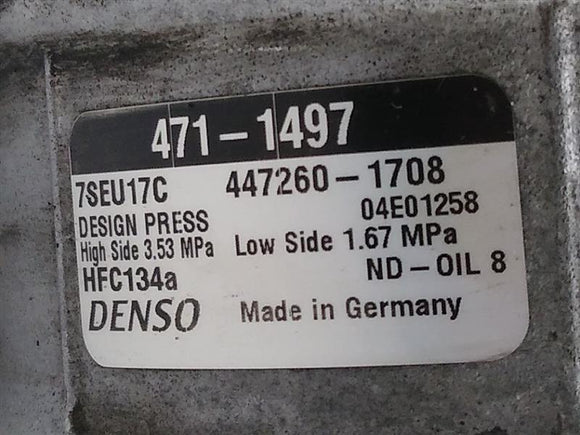 471-1497
7SEU17C 447260-1708
DESIGN PRESS 04E01258
High Side 3.53 MPa Low Side 1.67 MPa
HFC134a ND-OIL 8
DENSO Made in Germany